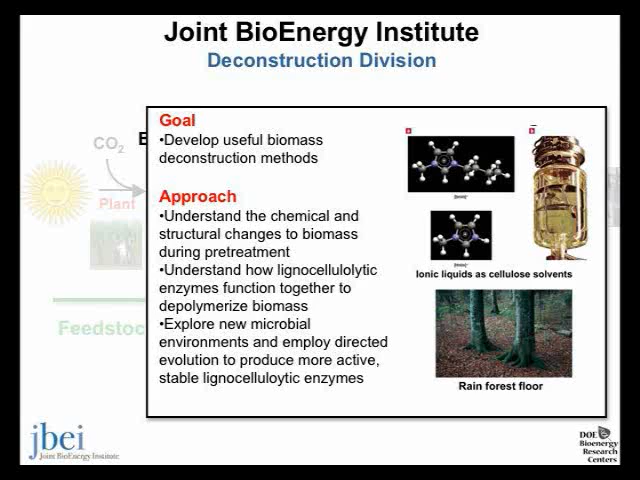 Joint BioEnergy Institute
Deconstruction Division
Goal
•Develop useful biomass
deconstruction methods
Approach
•Understand the chemical and
structural changes to biomass
during pretreatment
•Understand how lignocellulolytic
enzymes function together to
depolymerize biomass
•Explore new microbial
environments and employ directed
evolution to produce more active,
stable lignocelluloytic enzymes
a
b
Ionic liquids as cellulose solvents
Rain forest floor
CO2
Plant
Feedstoc
jbei
Joint BioEnergy Institute
DOE
Bioenergy
Research
Centers